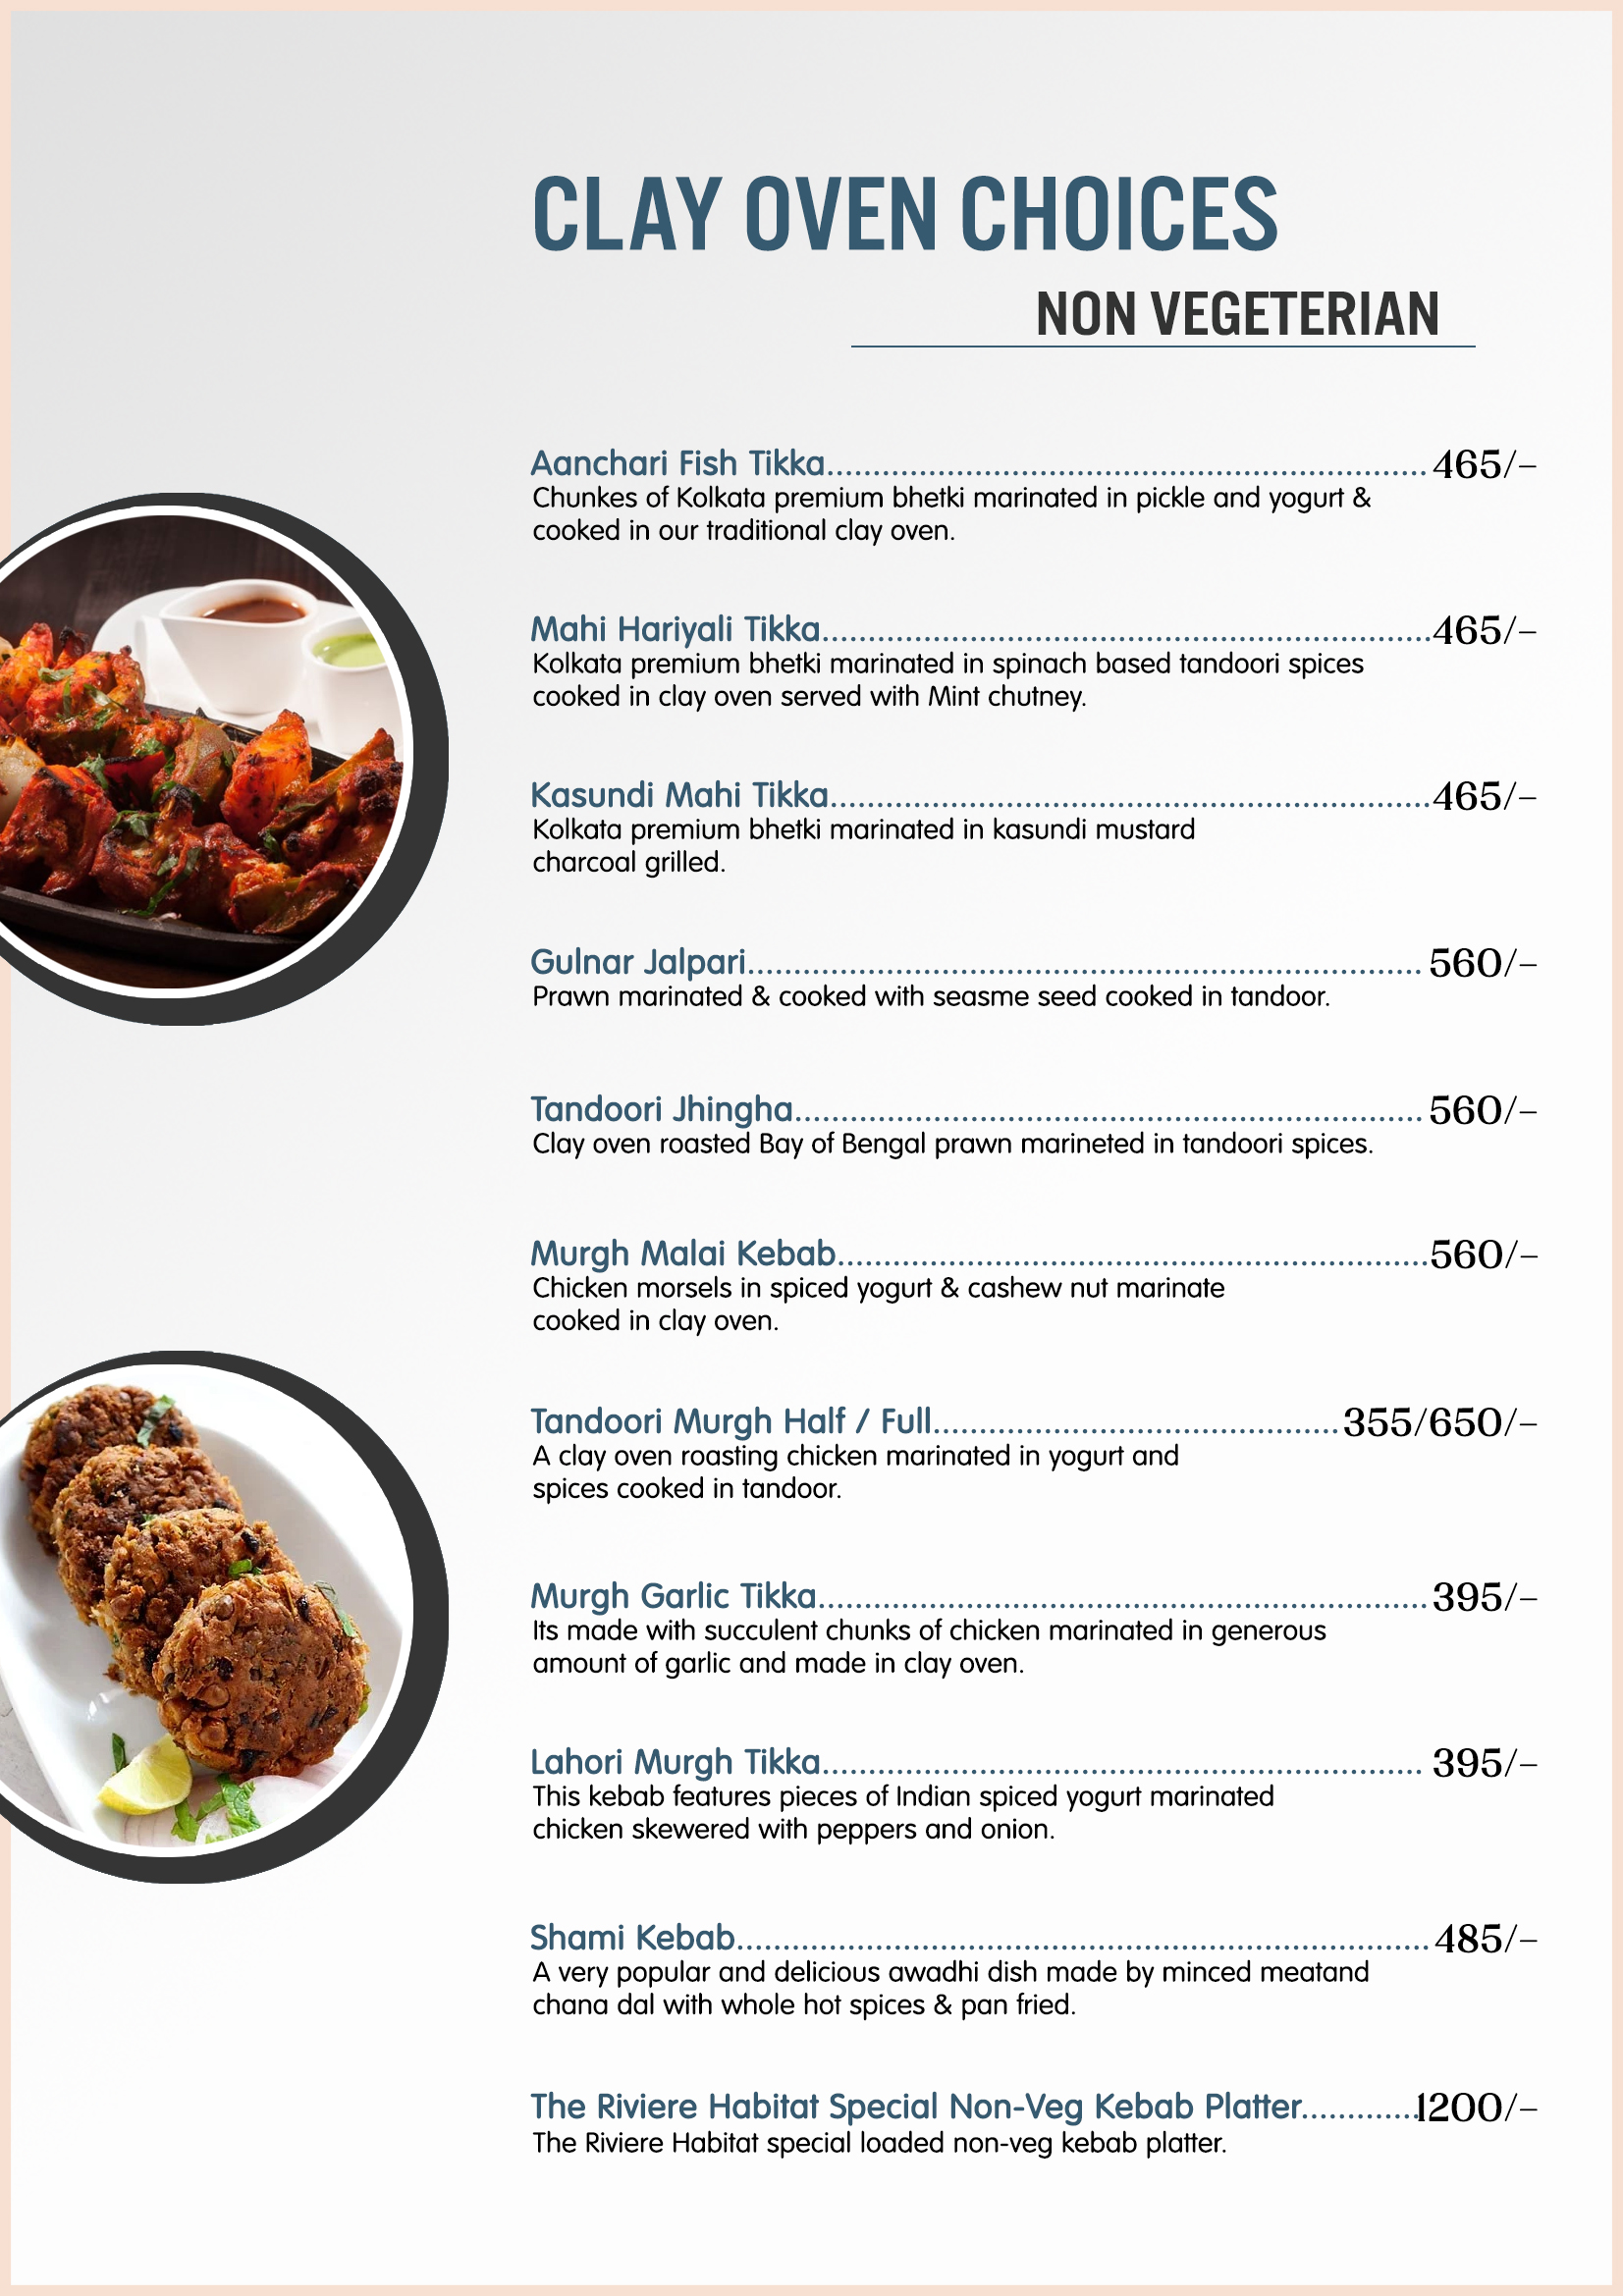 CLAY OVEN CHOICES
NON VEGETERIAN
Aanchari Fish Tikka................................................................. 465/–
Chunkes of Kolkata premium bhetki marinated in pickle and yogurt &
cooked in our traditional clay oven.
Mahi Hariyali Tikka..................................................................465/–
Kolkata premium bhetki marinated in spinach based tandoori spices
cooked in clay oven served with Mint chutney.
Kasundi Mahi Tikka.................................................................465/–
Kolkata premium bhetki marinated in kasundi mustard
charcoal grilled.
Gulnar Jalpari......................................................................... 560/–
Prawn marinated & cooked with seasme seed cooked in tandoor.
Tandoori Jhingha.................................................................... 560/–
Clay oven roasted Bay of Bengal prawn marineted in tandoori spices.
Murgh Malai Kebab................................................................560/–
Chicken morsels in spiced yogurt & cashew nut marinate
cooked in clay oven.
Tandoori Murgh Half / Full............................................ 355/650/–
A clay oven roasting chicken marinated in yogurt and
spices cooked in tandoor.
Murgh Garlic Tikka.................................................................. 395/–
Its made with succulent chunks of chicken marinated in generous
amount of garlic and made in clay oven.
Lahori Murgh Tikka................................................................. 395/–
This kebab features pieces of Indian spiced yogurt marinated
chicken skewered with peppers and onion.
Shami Kebab........................................................................... 485/–
A very popular and delicious awadhi dish made by minced meatand
chana dal with whole hot spices & pan fried.
The Riviere Habitat Special Non-Veg Kebab Platter.............1200/–
The Riviere Habitat special loaded non-veg kebab platter.